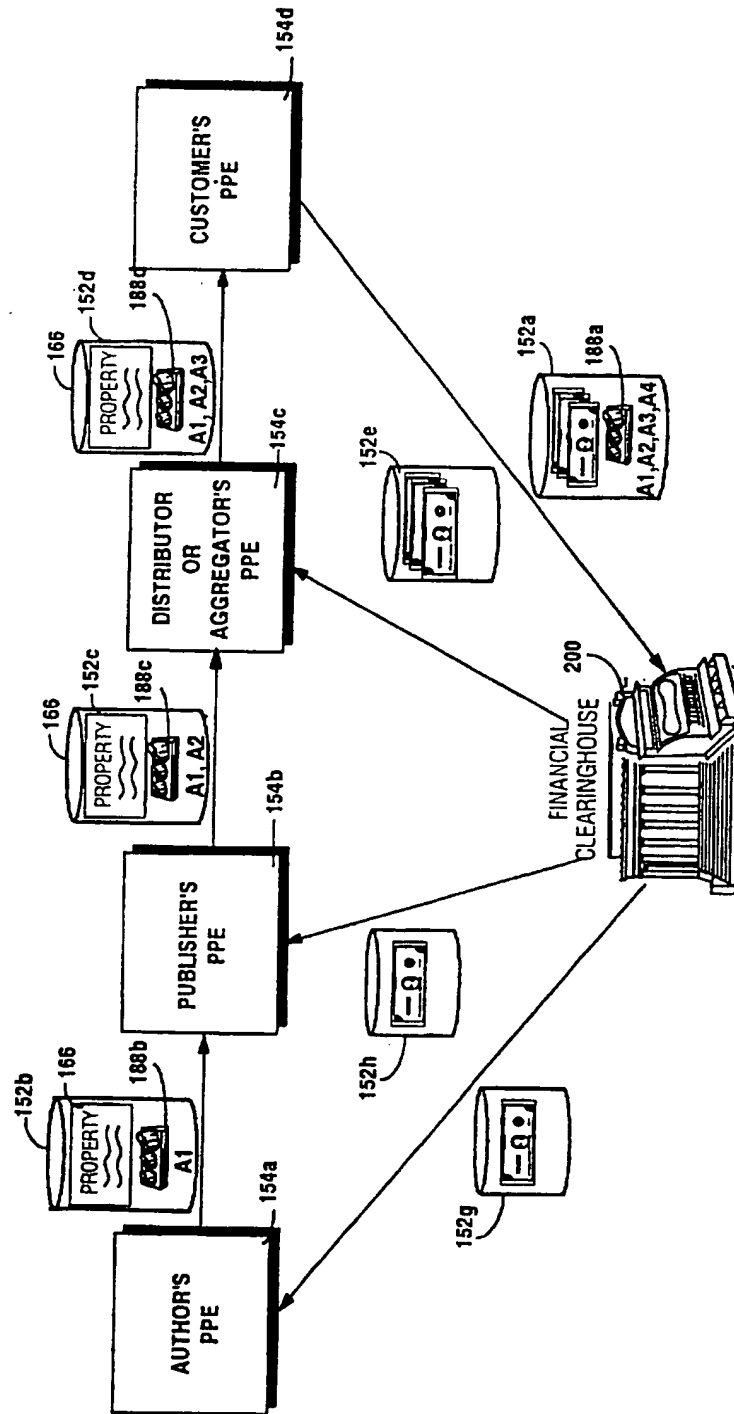 152b
166
PROPERTY
188b
A1
AUTHOR'S
PPE
154a
166
152c
PROPERTY
188c
A1, A2
PUBLISHER'S
PPE
154b
166
152d
PROPERTY
188d
A1, A2, A3
DISTRIBUTOR
OR
AGGREGATOR'S
PPE
154c
CUSTOMER'S
PPE
154d
152g
152h
152e
152a
188a
A1, A2, A3, A4
FINANCIAL
CLEARINGHOUSE
200